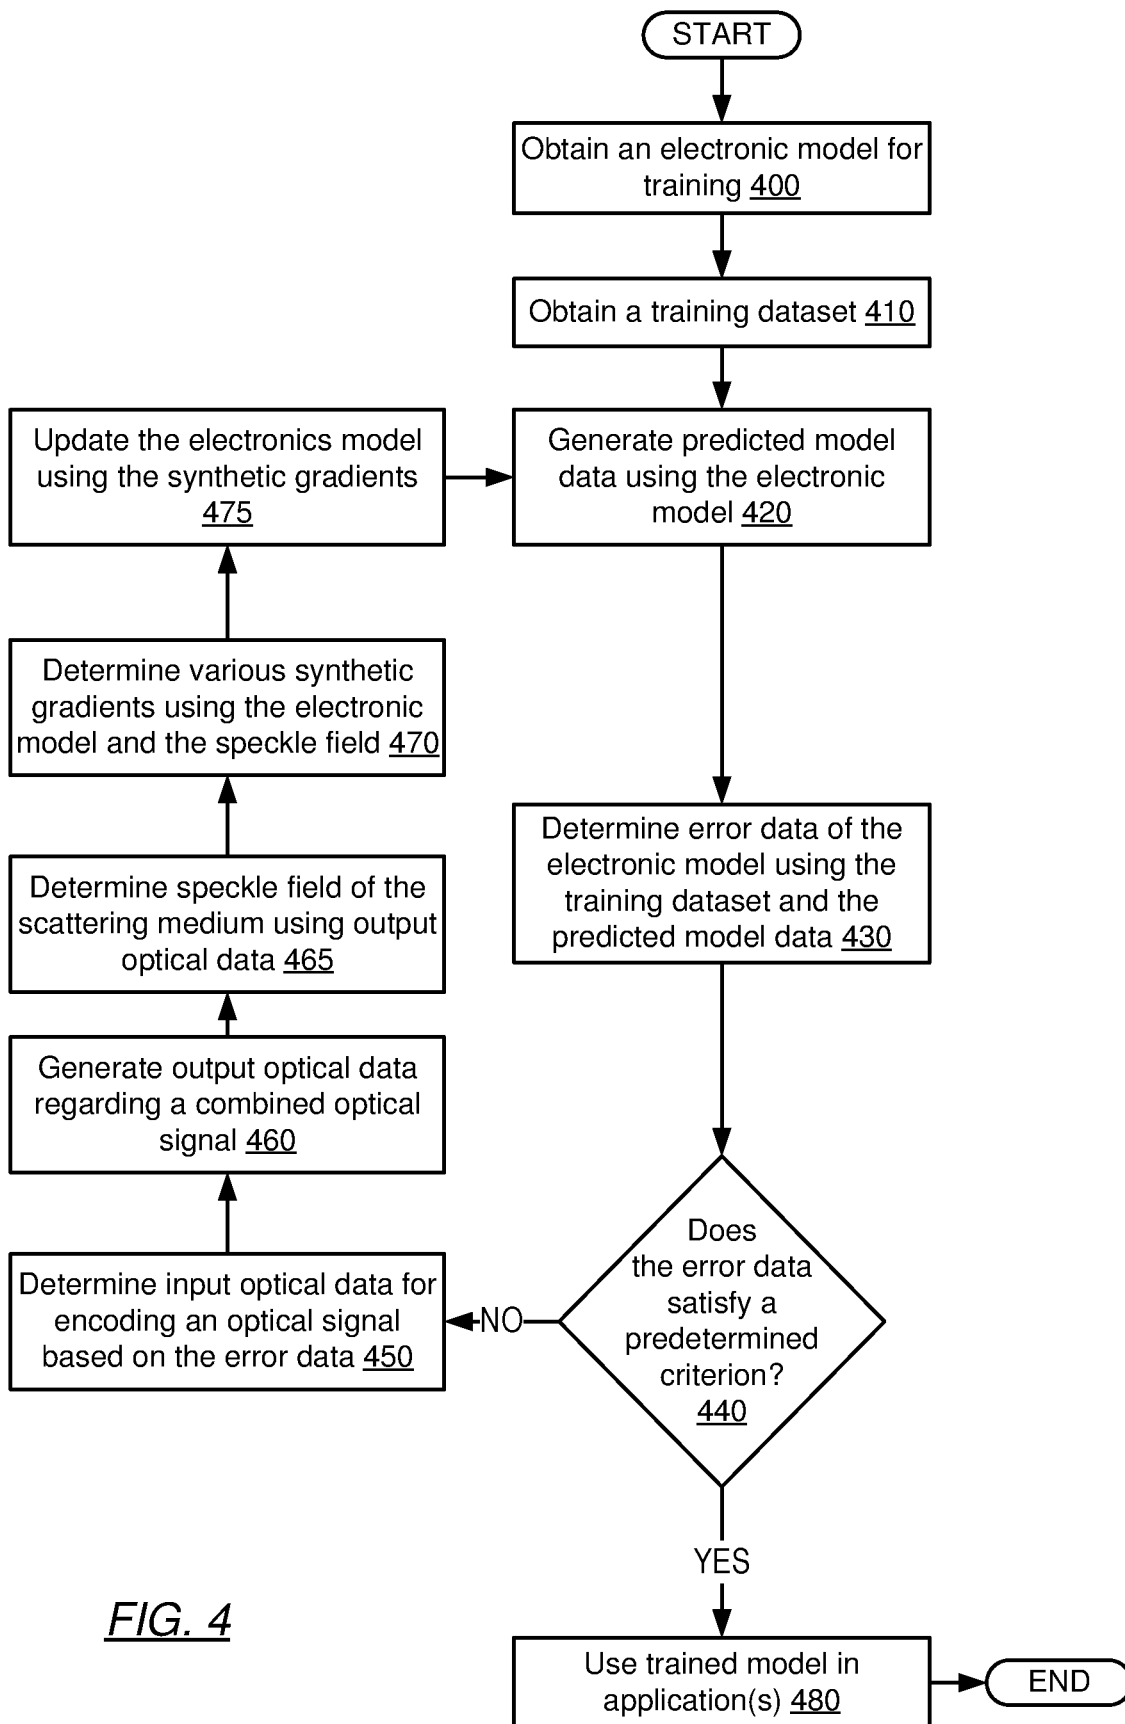 START
Obtain an electronic model for
training 400
Obtain a training dataset 410
Generate predicted model
data using the electronic
model 420
Determine error data of the
electronic model using the
training dataset and the
predicted model data 430
Does
the error data
satisfy a
predetermined
criterion?
440
NO
Determine input optical data for
encoding an optical signal
based on the error data 450
Generate output optical data
regarding a combined optical
signal 460
Determine speckle field of the
scattering medium using output
optical data 465
Determine various synthetic
gradients using the electronic
model and the speckle field 470
Update the electronics model
using the synthetic gradients
475
YES
Use trained model in
application(s) 480
END
FIG. 4